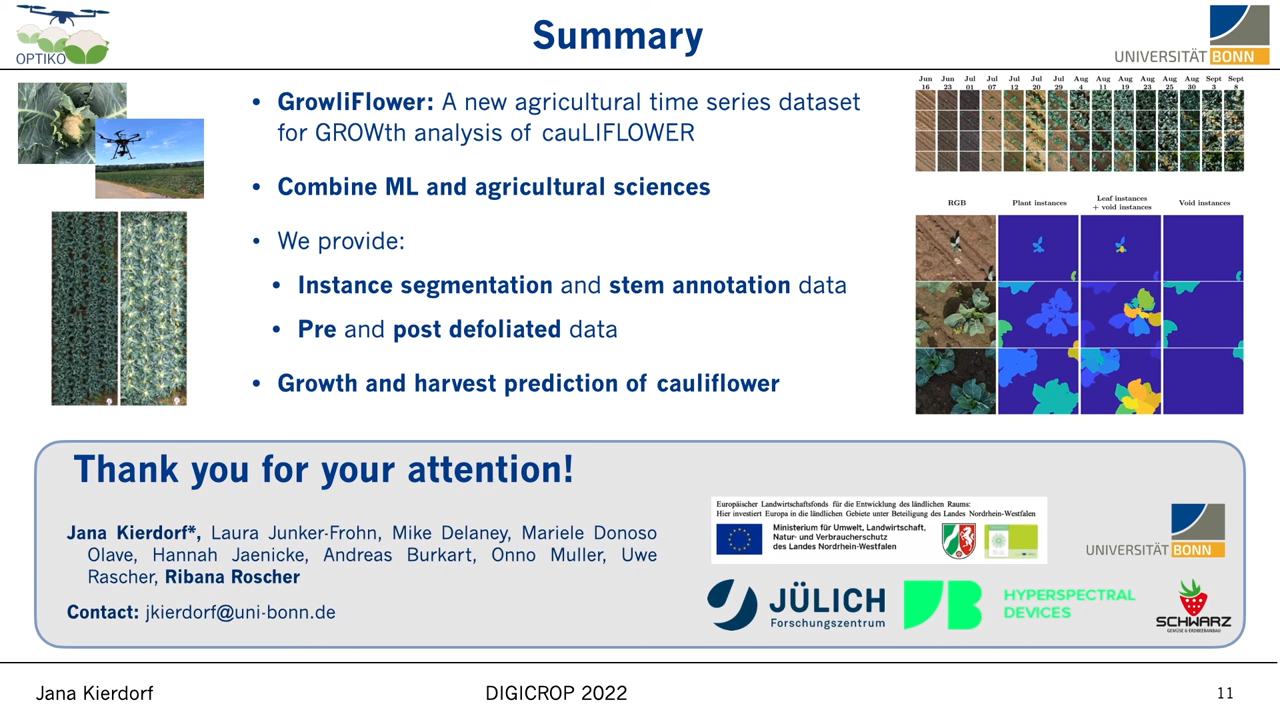 OPTIKO
Summary
UNIVERSITÄT BONN
• GrowliFlower: A new agricultural time series dataset
for GROWth analysis of cauLIFLOWER
• Combine ML and agricultural sciences
• We provide:
• Instance segmentation and stem annotation data
• Pre and post defoliated data
• Growth and harvest prediction of cauliflower
Jun Jun Jul Jul Jul Jul Jul Aug Aug Aug Aug Aug Aug Sept Sept
16 23 01 07 12 20 29 4 11 19 23 25 30 3 8
RGB Plant instances Leaf instances + void instances Void instances
Thank you for your attention!
Jana Kierdorf*, Laura Junker-Frohn, Mike Delaney, Mariele Donoso
Olave, Hannah Jaenicke, Andreas Burkart, Onno Muller, Uwe
Rascher, Ribana Roscher
Contact: jkierdorf@uni-bonn.de
Europäischer Landwirtschaftsfonds für die Entwicklung des ländlichen Raums:
Hier investiert Europa in die ländlichen Gebiete unter Beteiligung des Landes Nordrhein-Westfalen
Ministerium für Umwelt, Landwirtschaft,
Natur- und Verbraucherschutz
des Landes Nordrhein-Westfalen
UNIVERSITÄT BONN
JÜLICH
Forschungszentrum
HYPERSPECTRAL
DEVICES
SCHWARZ
GEMÜSE & ERDBEERANBAU
Jana Kierdorf
DIGICROP 2022
11